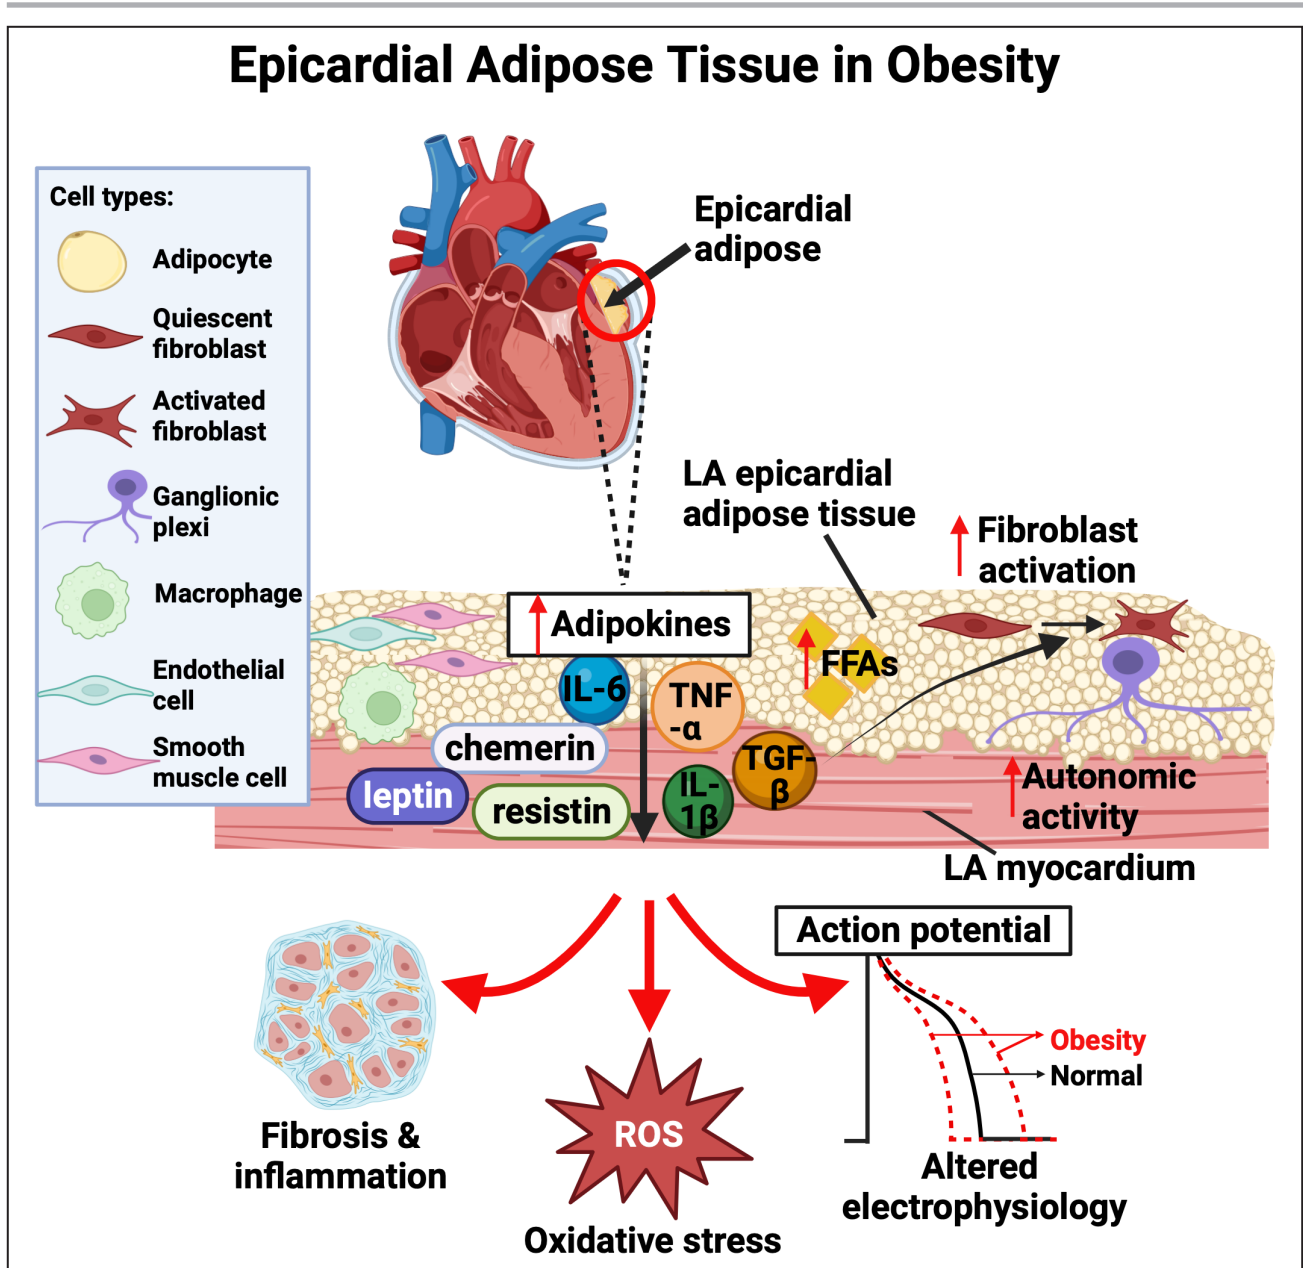 Epicardial Adipose Tissue in Obesity
Cell types:
Adipocyte
Quiescent
fibroblast
Activated
fibroblast
Ganglionic
plexi
Macrophage
Endothelial
cell
Smooth
muscle cell
Epicardial
adipose
LA epicardial
adipose tissue
Fibroblast
activation
Adipokines
FFAs
IL-6
TNF
-α
chemerin
TGF-
β
leptin
resistin
IL-
1β
Autonomic
activity
LA myocardium
Action potential
Obesity
Normal
Fibrosis &
inflammation
ROS
Oxidative stress
Altered
electrophysiology